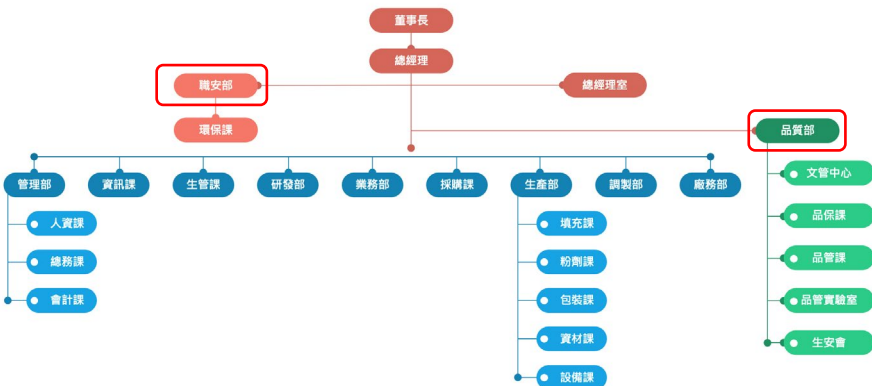 董事長
總經理
職安部
總經理室
環保課
品質部
管理部
資訊課
生管課
研發部
業務部
採購課
生產部
調製部
廠務部
人資課
總務課
會計課
填充課
粉劑課
包裝課
資材課
設備課
文管中心
品保課
品管課
品管實驗室
生安會